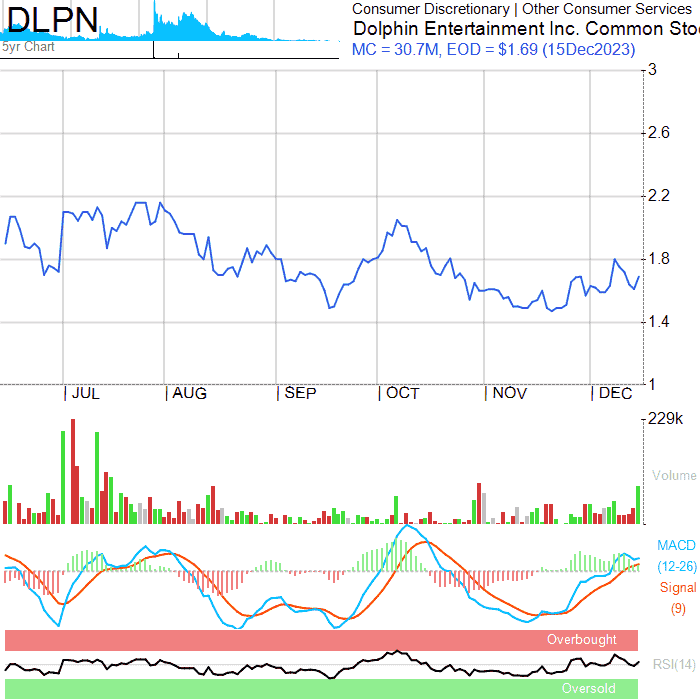 DLPN
5yr Chart
Consumer Discretionary | Other Consumer Services
Dolphin Entertainment Inc. Common Sto
MC = 30.7M, EOD = $1.69 (15Dec2023)
3
2.6
2.2
1.8
1.4
1
JUL AUG SEP OCT NOV DEC
229k
Volume
MACD
(12-26)
Signal
(9)
Overbought
RSI(14)
Oversold